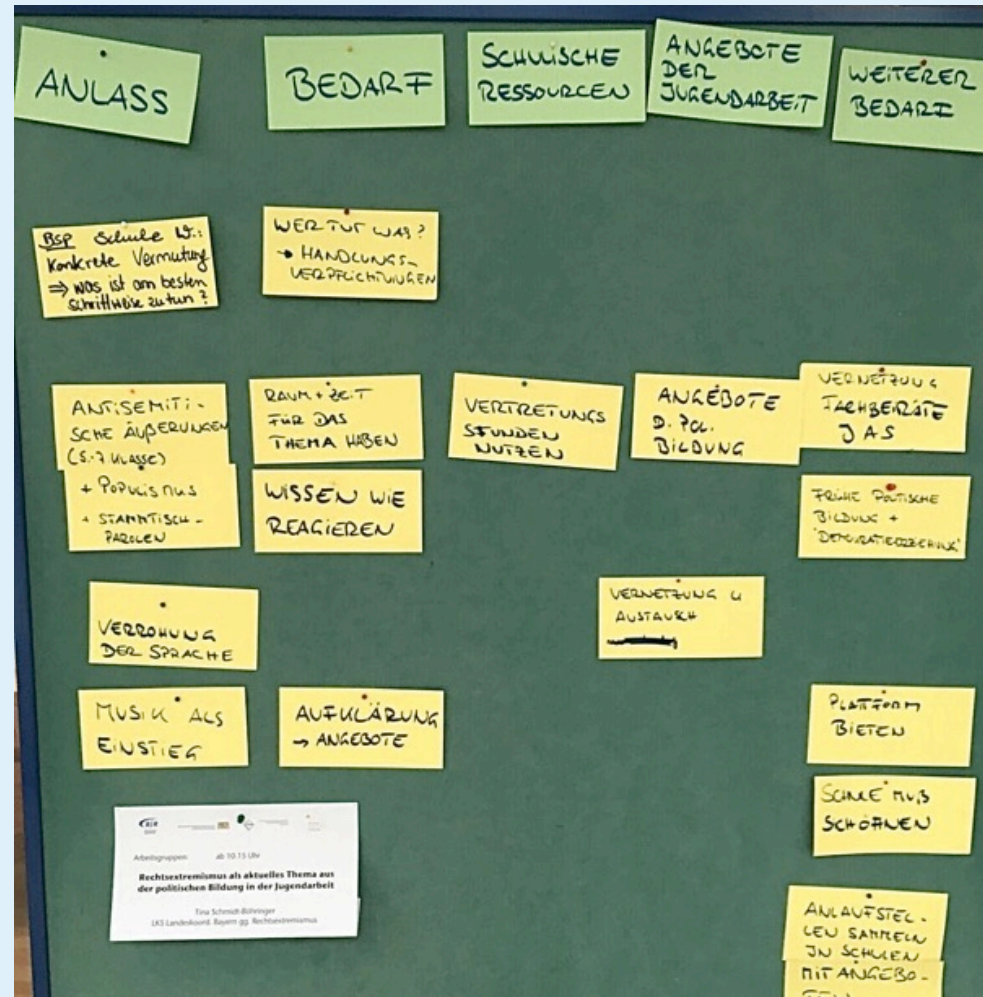 ANLASS
BEDARF
SCHULISCHE
RESSOURCEN
ANGEBOTE
DER
JUGENDARBEIT
WEITERER
BEDARF
BSP Schule W.:
Konkrete Vermutung
⇒ was ist am besten
schrittweise zu tun?
WER TUT WAS?
→ HANDLUNGS-
VERPFLICHTUNGEN
ANTISEMITI-
SCHE ÄUẞERUNGEN
(5.-7. KLASSE)
+ POPULISMUS
+ STAMMTISCH-
PAROLEN
RAUM + ZEIT
FÜR DAS
THEMA HABEN
WISSEN WIE
REAGIEREN
VERTRETUNGS
STUNDEN
NUTZEN
ANGEBOTE
D. POL.
BILDUNG
VERNETZUNG
FACHBEIRÄTE
JAS
FRÜHE POLITISCHE
BILDUNG +
"DEMOKRATIEERZIEHUNG"
VERROHUNG
DER SPRACHE
VERNETZUNG U
AUSTAUSCH
MUSIK ALS
EINSTIEG
AUFKLÄRUNG
→ ANGEBOTE
PLATTFORM
BIETEN
SCHULE MUß
SCHÖFFNEN
Arbeitsgruppen: ab 10.15 Uhr
Rechtsextremismus als aktuelles Thema aus
der politischen Bildung in der Jugendarbeit
Tina Schmidt-Böhringer
LKS Landeskoord. Bayern gg. Rechtsextremismus
ANLAUFSTEL-
LEN SAMMELN
IN SCHULEN
MIT ANGEBO-